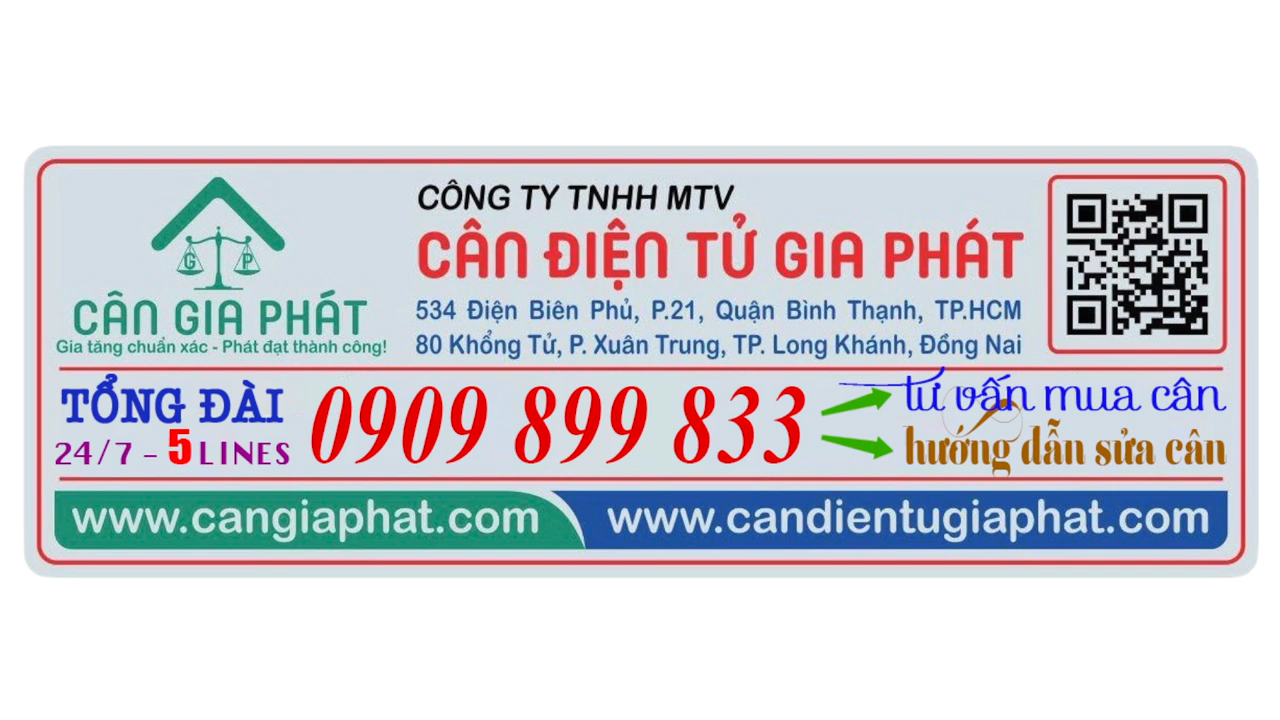 G P
CÂN GIA PHÁT
Gia tăng chuẩn xác - Phát đạt thành công!
CÔNG TY TNHH MTV
CÂN ĐIỆN TỬ GIA PHÁT
534 Điện Biên Phủ, P.21, Quận Bình Thạnh, TP.HCM
80 Khổng Tử, P. Xuân Trung, TP. Long Khánh, Đồng Nai
TỔNG ĐÀI
24/7 - 5 LINES
0909 899 833
tư vấn mua cân
hướng dẫn sửa cân
www.cangiaphat.com
www.candientugiaphat.com